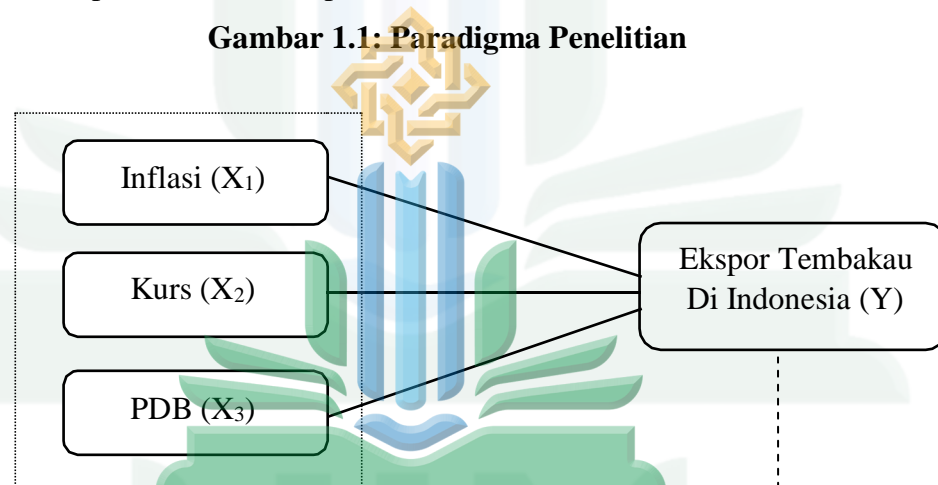 Gambar 1.1: Paradigma Penelitian
Inflasi (X₁)
Kurs (X₂)
PDB (X₃)
Ekspor Tembakau
Di Indonesia (Y)